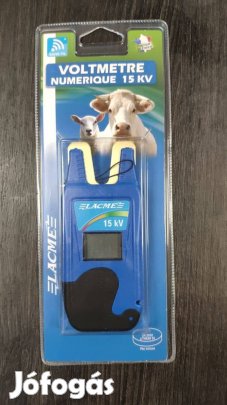 VOLTMETRE
NUMERIQUE 15 KV
LACME
15 kV
LACME
Jófogás